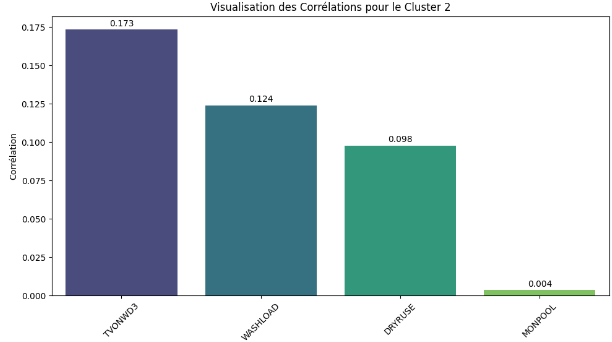 Visualisation des Corrélations pour le Cluster 2
Corrélation
0.175
0.150
0.125
0.100
0.075
0.050
0.025
0.000
0.173
0.124
0.098
0.004
TVONWD3
WASHLOAD
DRYRUSE
MONPOOL